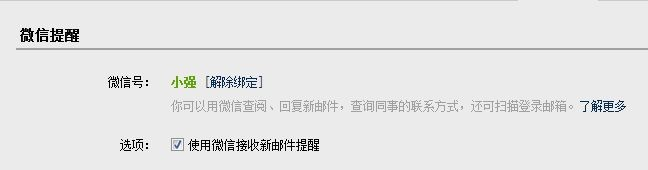 微信提醒
微信号： 小强 [解除绑定]
你可以用微信查阅、回复新邮件，查询同事的联系方式，还可扫描登录邮箱。了解更多
选项： 使用微信接收新邮件提醒